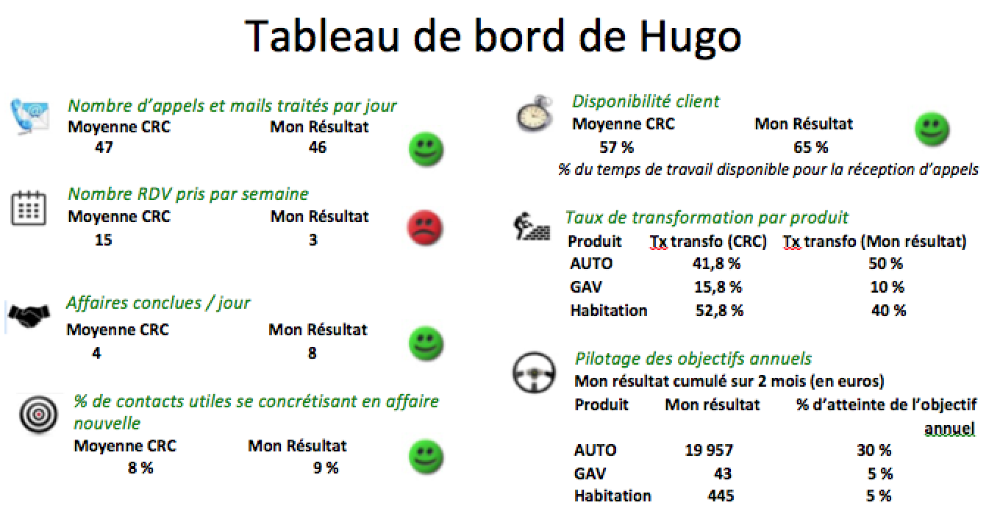 Tableau de bord de Hugo
Nombre d’appels et mails traités par jour
Moyenne CRC Mon Résultat
47 46
Nombre RDV pris par semaine
Moyenne CRC Mon Résultat
15 3
Affaires conclues / jour
Moyenne CRC Mon Résultat
4 8
% de contacts utiles se concrétisant en affaire
nouvelle
Moyenne CRC Mon Résultat
8 % 9 %
Disponibilité client
Moyenne CRC Mon Résultat
57 % 65 %
% du temps de travail disponible pour la réception d’appels
Taux de transformation par produit
Produit Tx transfo (CRC) Tx transfo (Mon résultat)
AUTO 41,8 % 50 %
GAV 15,8 % 10 %
Habitation 52,8 % 40 %
Pilotage des objectifs annuels
Mon résultat cumulé sur 2 mois (en euros)
Produit Mon résultat % d’atteinte de l’objectif
annuel
AUTO 19 957 30 %
GAV 43 5 %
Habitation 445 5 %